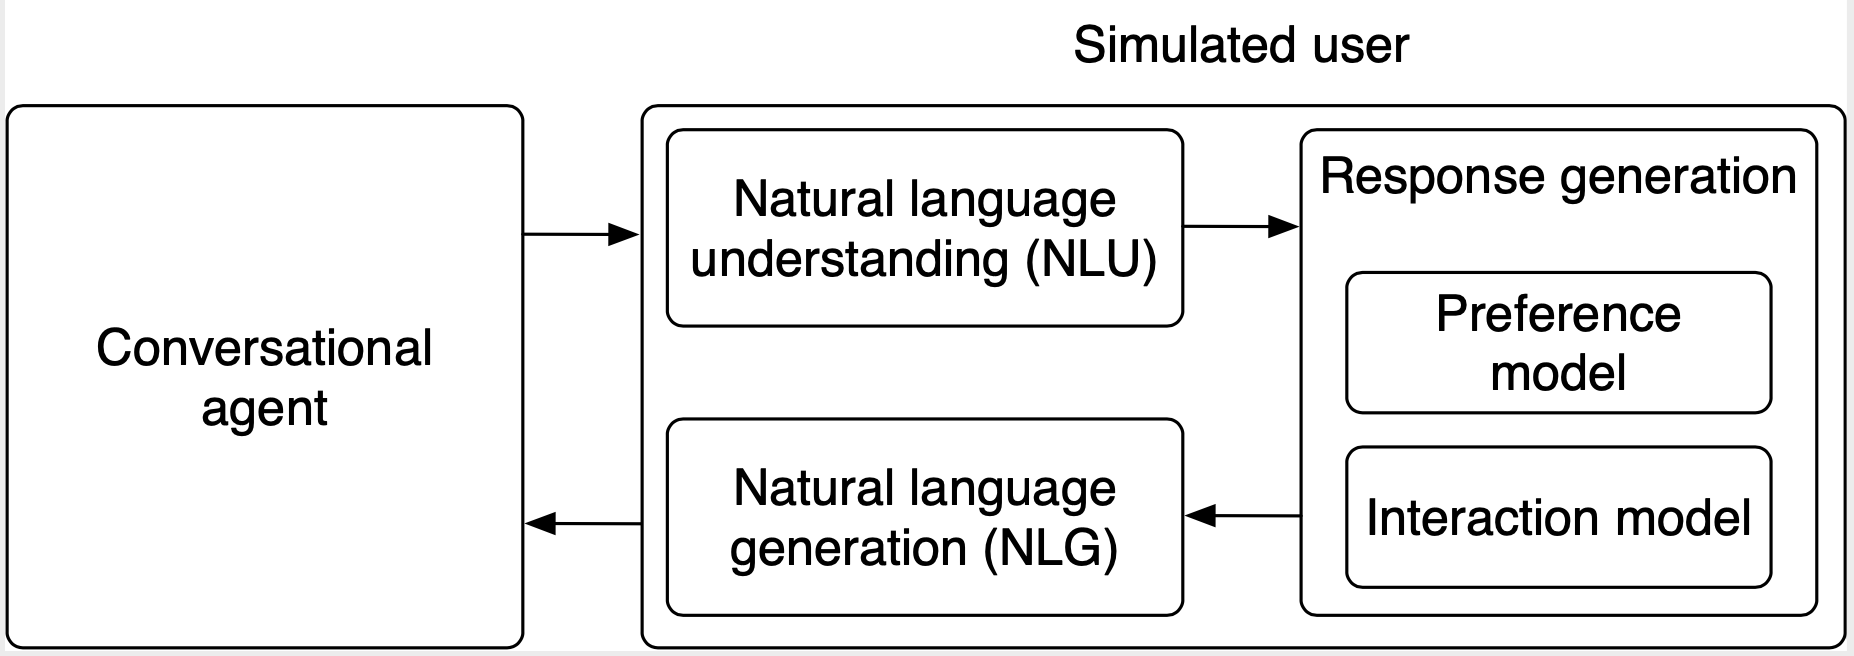 Simulated user
Conversational
agent
Natural language
understanding (NLU)
Natural language
generation (NLG)
Response generation
Preference
model
Interaction model